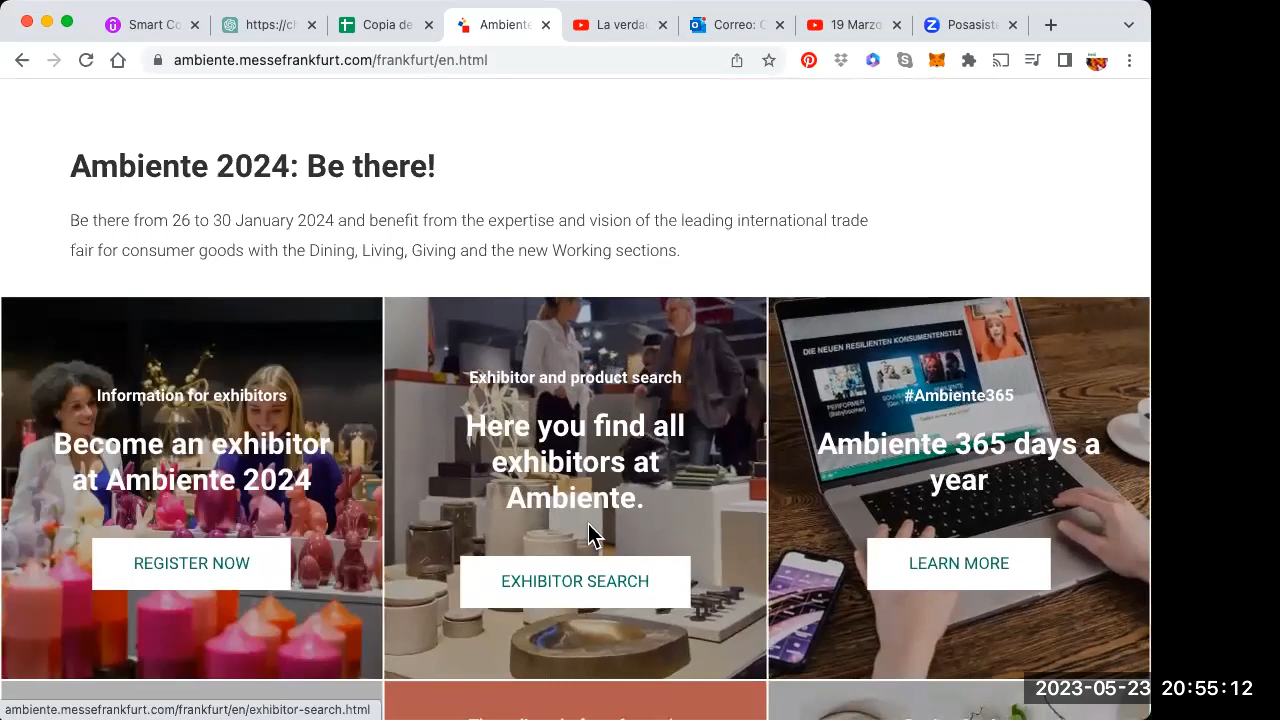 Smart Co
https://ch
Copia de
Ambiente
La verda
Correo: C
19 Marzo
Posasiste
ambiente.messefrankfurt.com/frankfurt/en.html
Ambiente 2024: Be there!
Be there from 26 to 30 January 2024 and benefit from the expertise and vision of the leading international trade
fair for consumer goods with the Dining, Living, Giving and the new Working sections.
Information for exhibitors
Become an exhibitor
at Ambiente 2024
REGISTER NOW
Exhibitor and product search
Here you find all
exhibitors at
Ambiente.
EXHIBITOR SEARCH
DIE NEUEN RESILIENTEN KONSUMENTENSTILE
PERFORMER
(Babyboomer)
#Ambiente365
Ambiente 365 days a
year
LEARN MORE
ambiente.messefrankfurt.com/frankfurt/en/exhibitor-search.html
2023-05-23 20:55:12